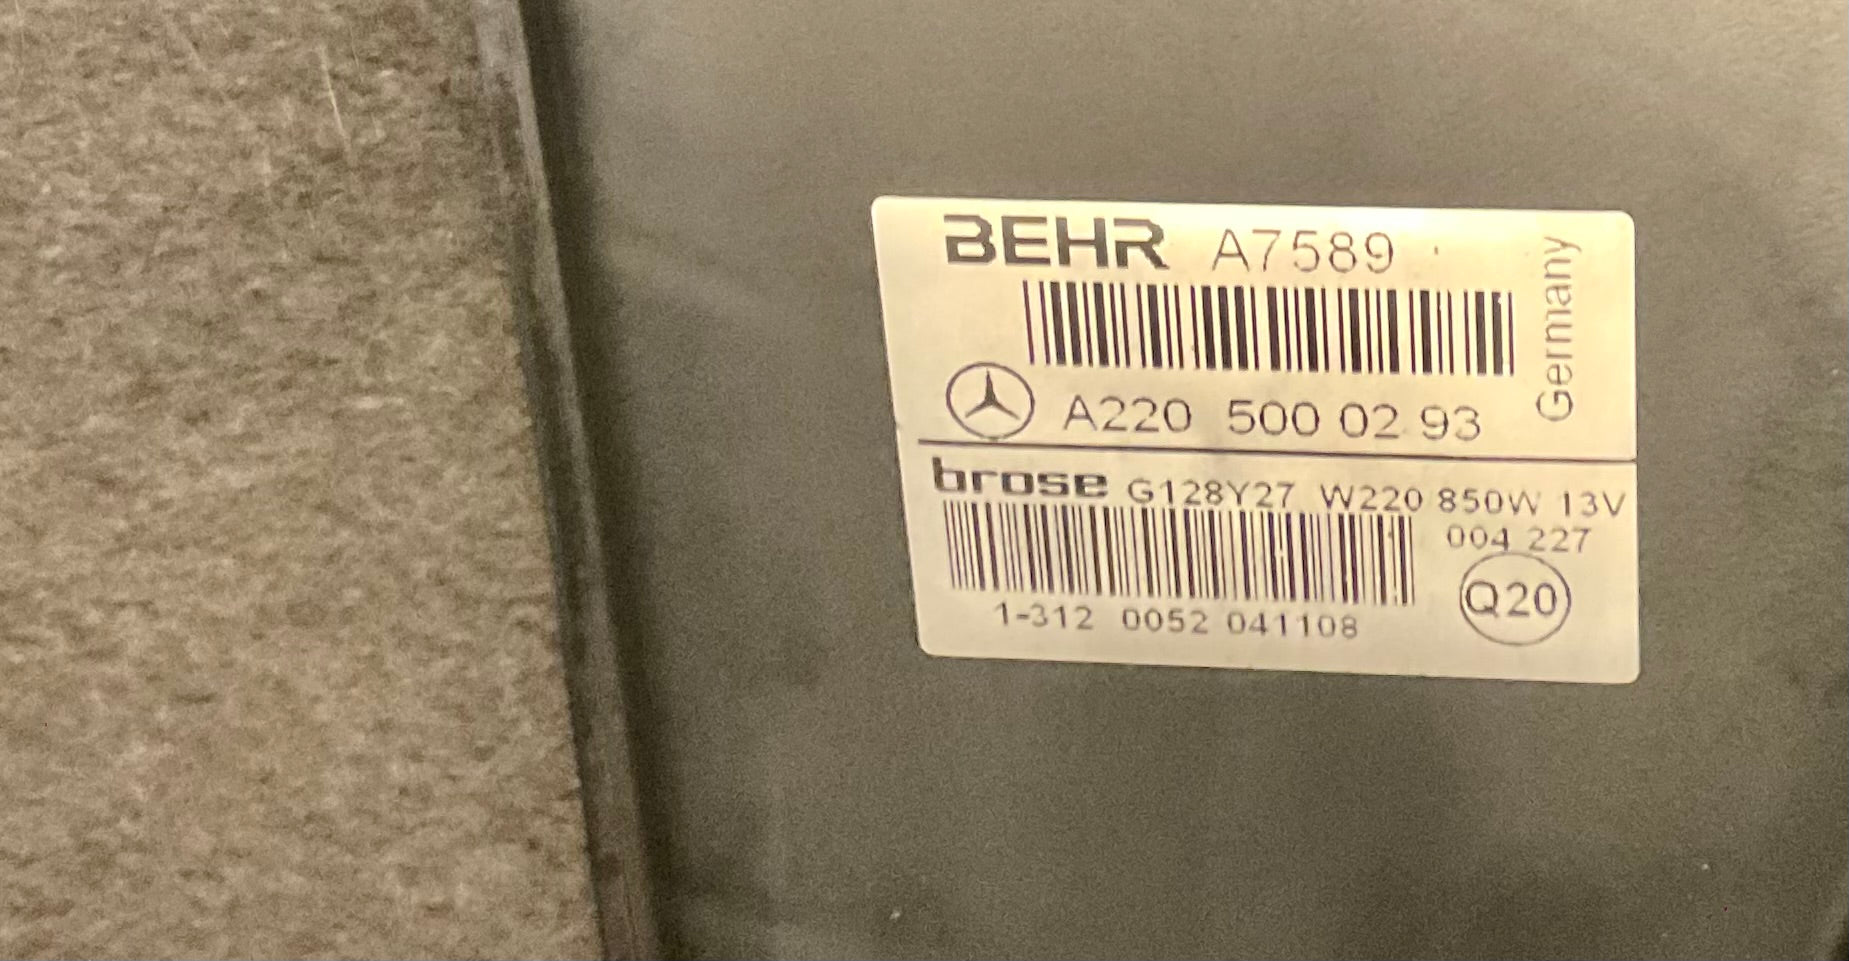 BEHR A7589
Germany
A220 500 02 93
brose G128Y27 W220 850W 13V
004 227
Q20
1-312 0052 041108